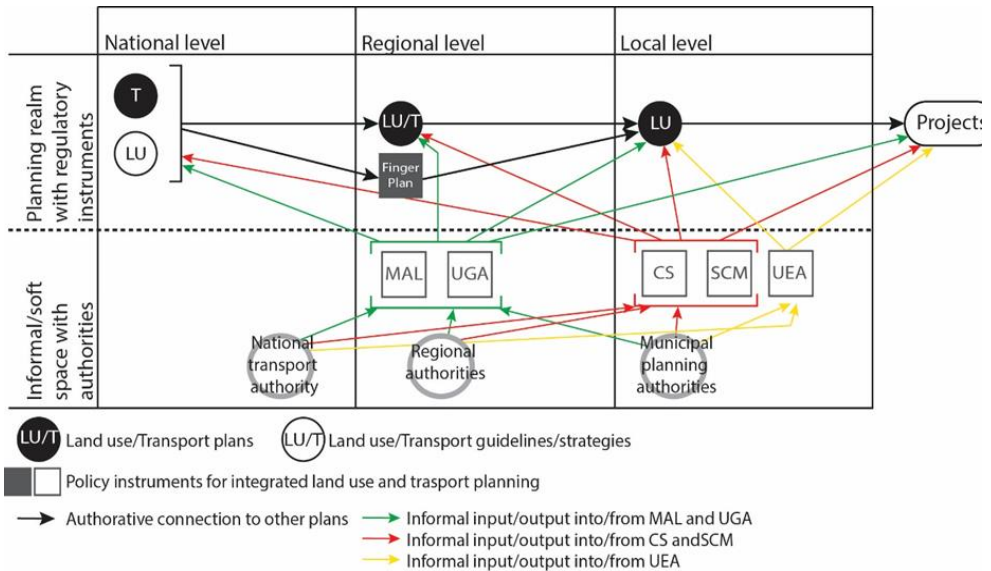 National level
Regional level
Local level
Planning realm
with regulatory
instruments
T
LU
LU/T
Finger
Plan
LU
Projects
Informal/soft
space with
authorities
MAL
UGA
CS
SCM
UEA
National
transport
authority
Regional
authorities
Municipal
planning
authorities
LU/T Land use/Transport plans
LU/T Land use/Transport guidelines/strategies
Policy instruments for integrated land use and trasport planning
Authorative connection to other plans
Informal input/output into/from MAL and UGA
Informal input/output into/from CS andSCM
Informal input/output into/from UEA